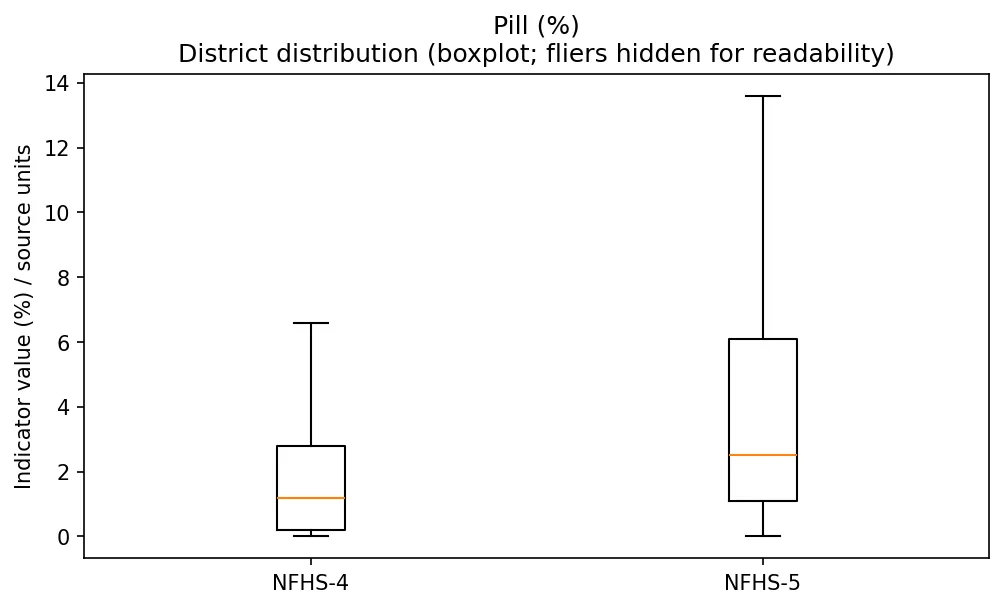 Pill (%)
District distribution (boxplot; fliers hidden for readability)
Indicator value (%) / source units
14
12
10
8
6
4
2
0
NFHS-4
NFHS-5